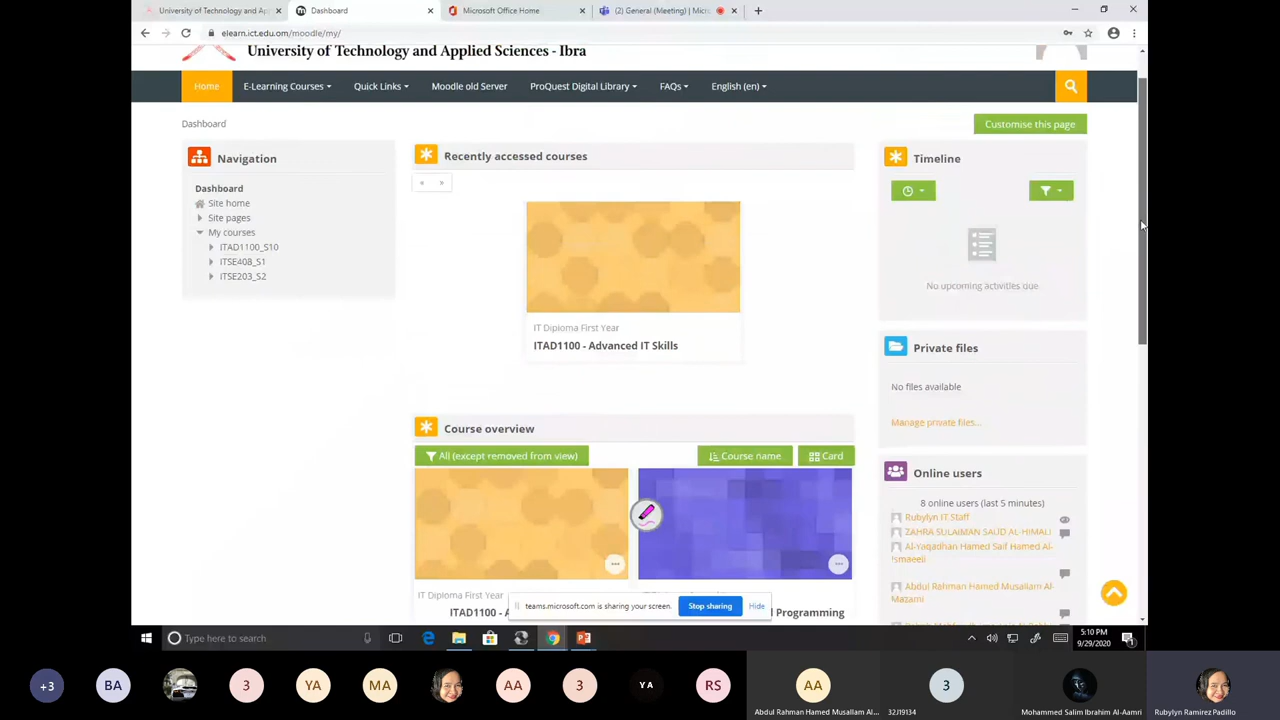 University of Technology and Ap
Dashboard
Microsoft Office Home
(2) General (Meeting) | Micro
elearn.ict.edu.om/moodle/my/
University of Technology and Applied Sciences - Ibra
Home
E-Learning Courses
Quick Links
Moodle old Server
ProQuest Digital Library
FAQs
English (en)
Dashboard
Customise this page
Navigation
Dashboard
Site home
Site pages
My courses
ITAD1100_S10
ITSE408_S1
ITSE203_S2
Recently accessed courses
« »
IT Diploma First Year
ITAD1100 - Advanced IT Skills
Course overview
All (except removed from view)
Course name
Card
IT Diploma First Year
ITAD1100 - A
d Programming
Timeline
No upcoming activities due
Private files
No files available
Manage private files...
Online users
8 online users (last 5 minutes)
Rubylyn IT Staff
ZAHRA SULAIMAN SAUD AL-HIMALI
Al-Yaqadhan Hamed Saif Hamed Al-
Ismaeeli
Abdul Rahman Hamed Musallam Al-
Mazami
teams.microsoft.com is sharing your screen.
Stop sharing
Hide
Type here to search
5:10 PM
9/29/2020
+3
BA
3
YA
MA
AA
3
YA
RS
AA
Abdul Rahman Hamed Musallam Al...
3
32J19134
Mohammed Salim Ibrahim Al-Aamri
Rubylyn Ramirez Padillo